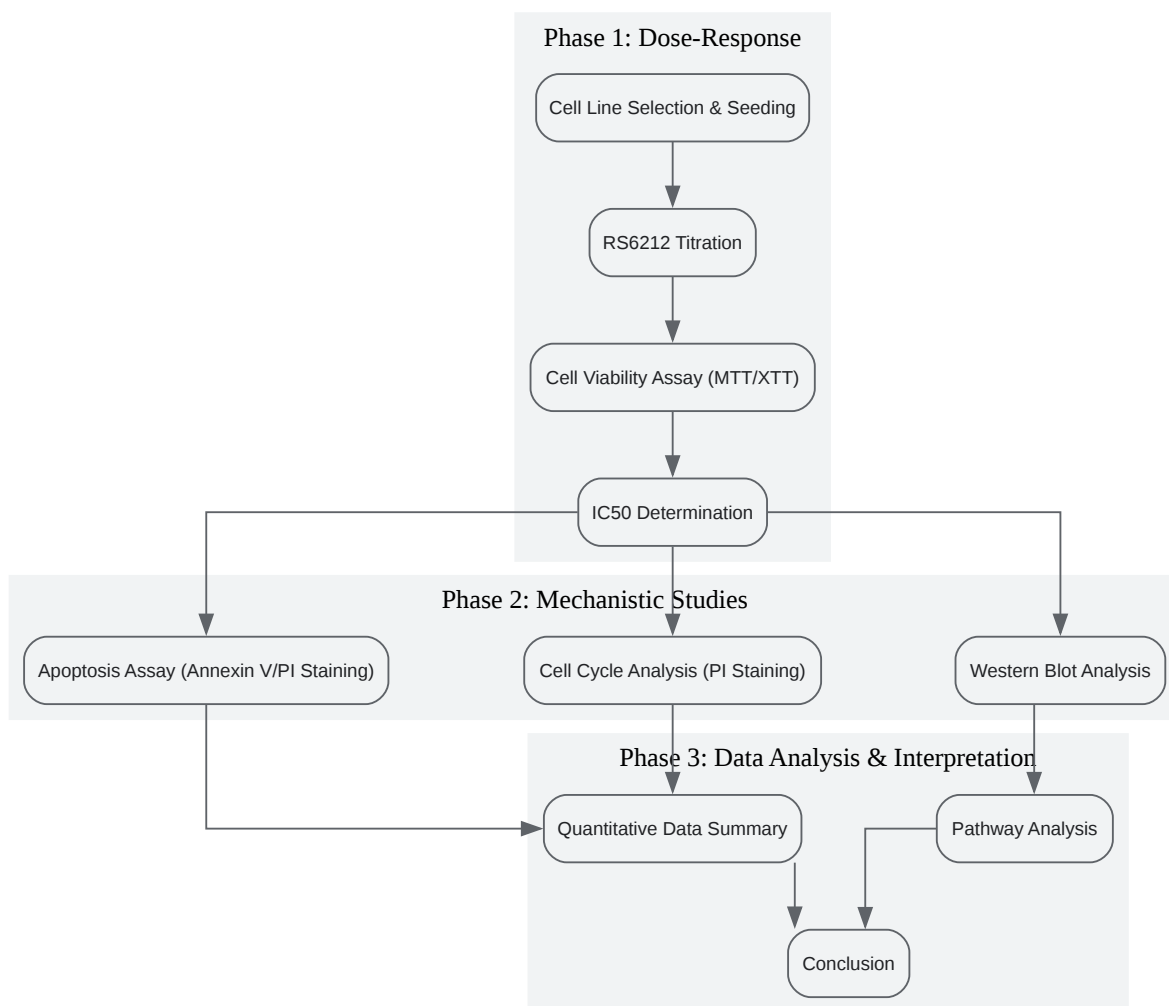 Phase 1: Dose-Response
Cell Line Selection & Seeding
RS6212 Titration
Cell Viability Assay (MTT/XTT)
IC50 Determination
Phase 2: Mechanistic Studies
Apoptosis Assay (Annexin V/PI Staining)
Cell Cycle Analysis (PI Staining)
Western Blot Analysis
Phase 3: Data Analysis & Interpretation
Quantitative Data Summary
Pathway Analysis
Conclusion